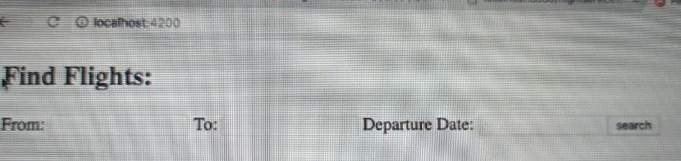 localhost:4200
Find Flights:
From: To: Departure Date: search